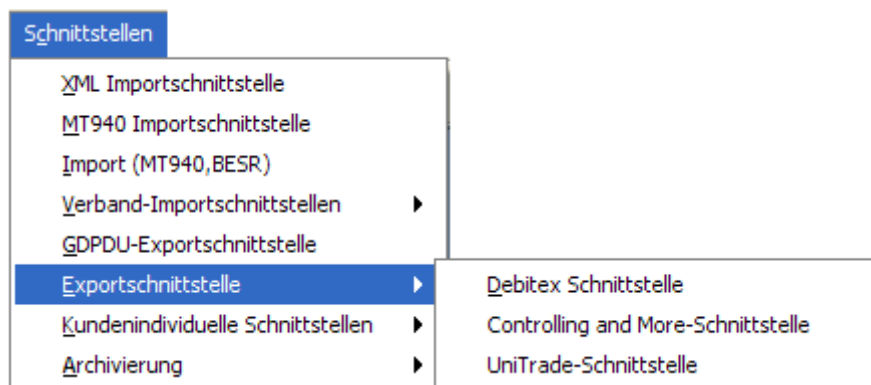 Schnittstellen
XML Importschnittstelle
MT940 Importschnittstelle
Import (MT940,BESR)
Verband-Importschnittstellen
GDPDU-Exportschnittstelle
Exportschnittstelle
Debitex Schnittstelle
Kundenindividuelle Schnittstellen
Controlling and More-Schnittstelle
Archivierung
UniTrade-Schnittstelle